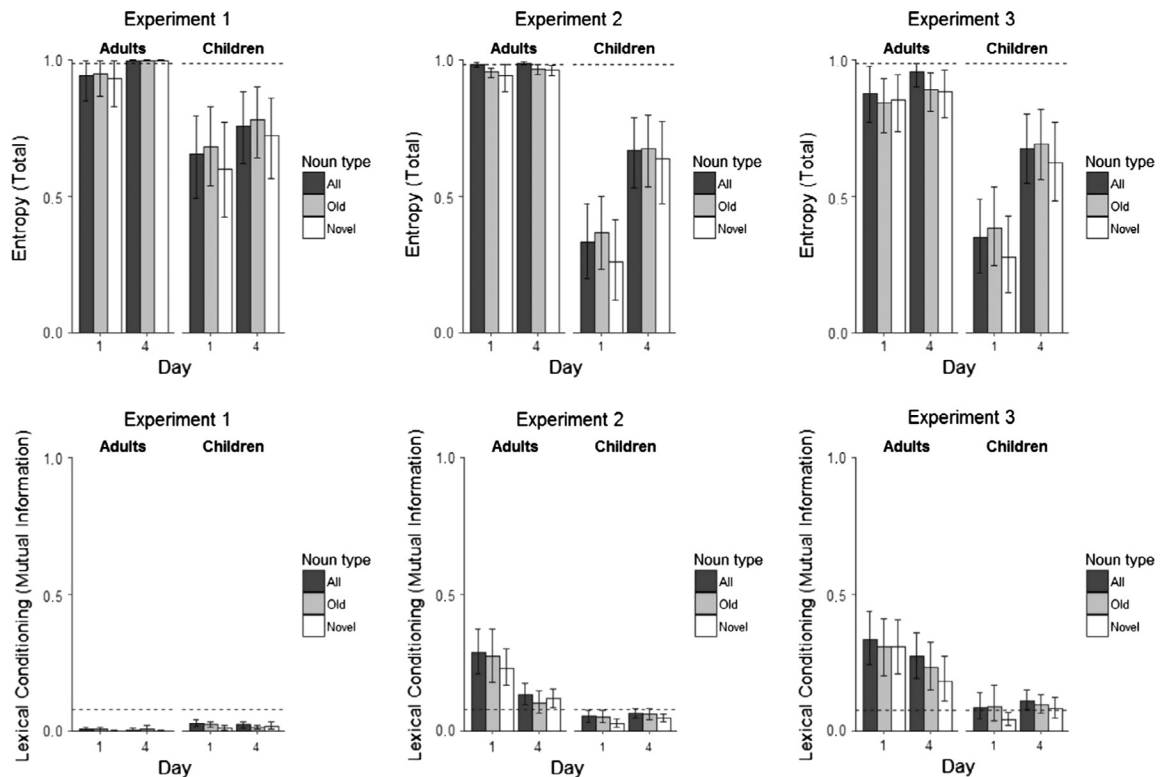 Experiment 1
Adults Children
Entropy (Total)
1.0
0.5
0.0
1 4 1 4
Day
Noun type
All
Old
Novel
Experiment 2
Adults Children
Entropy (Total)
1.0
0.5
0.0
1 4 1 4
Day
Noun type
All
Old
Novel
Experiment 3
Adults Children
Entropy (Total)
1.0
0.5
0.0
1 4 1 4
Day
Noun type
All
Old
Novel
Experiment 1
Adults Children
Lexical Conditioning (Mutual Information)
1.0
0.5
0.0
1 4 1 4
Day
Noun type
All
Old
Novel
Experiment 2
Adults Children
Lexical Conditioning (Mutual Information)
1.0
0.5
0.0
1 4 1 4
Day
Noun type
All
Old
Novel
Experiment 3
Adults Children
Lexical Conditioning (Mutual Information)
1.0
0.5
0.0
1 4 1 4
Day
Noun type
All
Old
Novel